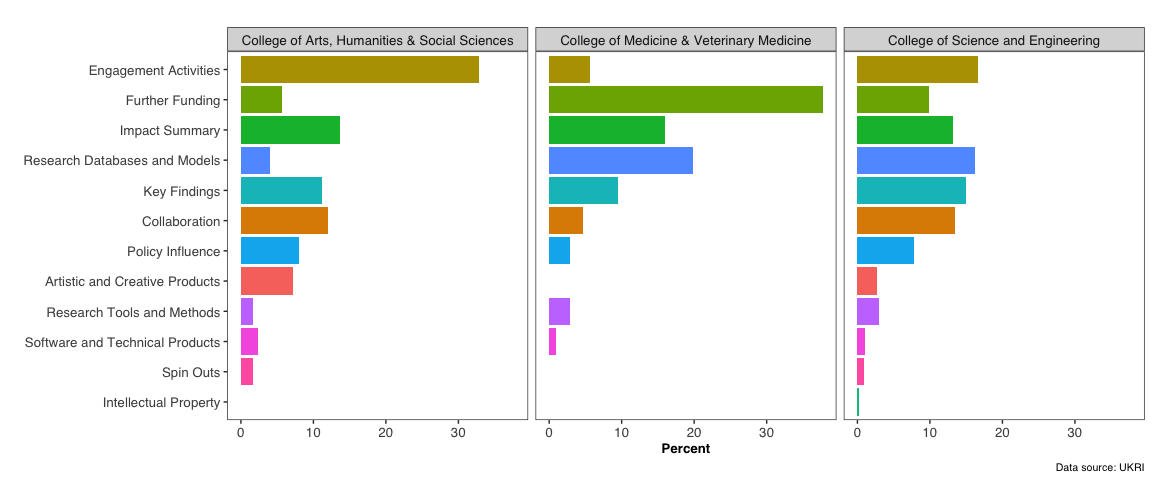 College of Arts, Humanities & Social Sciences
College of Medicine & Veterinary Medicine
College of Science and Engineering
Engagement Activities
Further Funding
Impact Summary
Research Databases and Models
Key Findings
Collaboration
Policy Influence
Artistic and Creative Products
Research Tools and Methods
Software and Technical Products
Spin Outs
Intellectual Property
0 10 20 30
0 10 20 30
0 10 20 30
Percent
Data source: UKRI